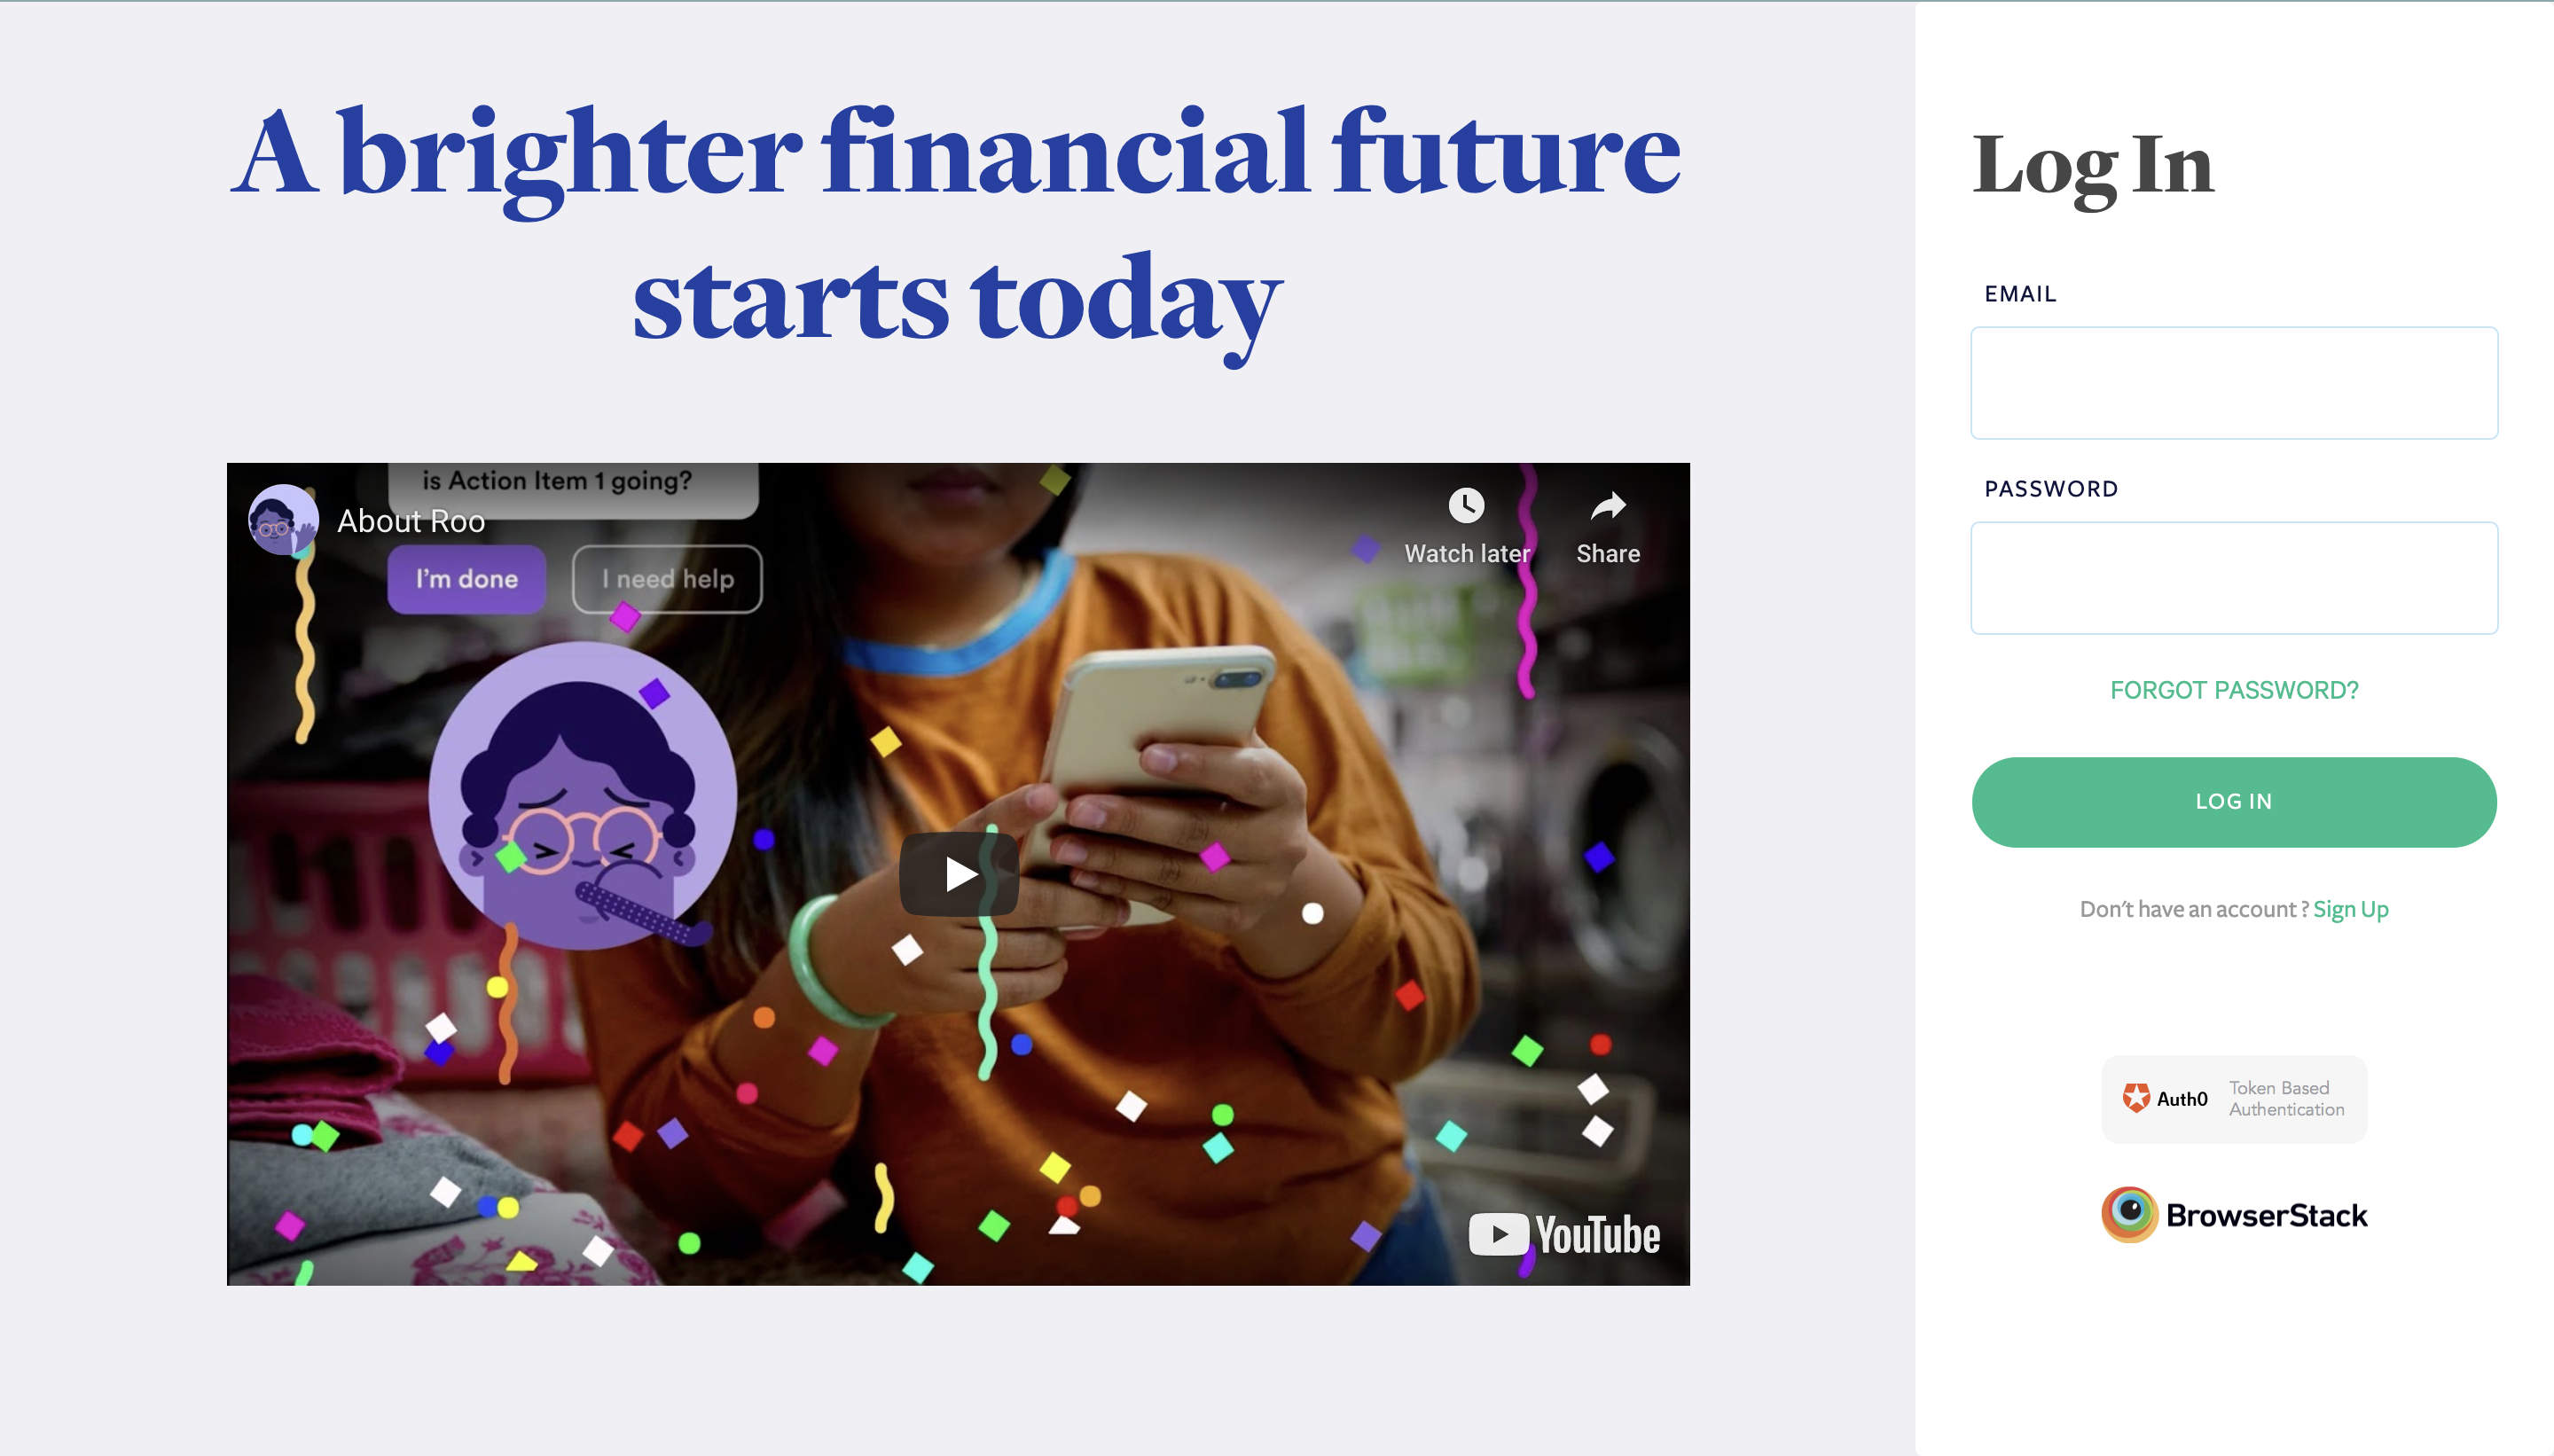 A brighter financial future
starts today
is Action Item 1 going?
About Roo
Watch later
Share
I'm done
I need help
YouTube
Log In
EMAIL
PASSWORD
FORGOT PASSWORD?
LOG IN
Don't have an account ? Sign Up
Auth0
Token Based
Authentication
BrowserStack